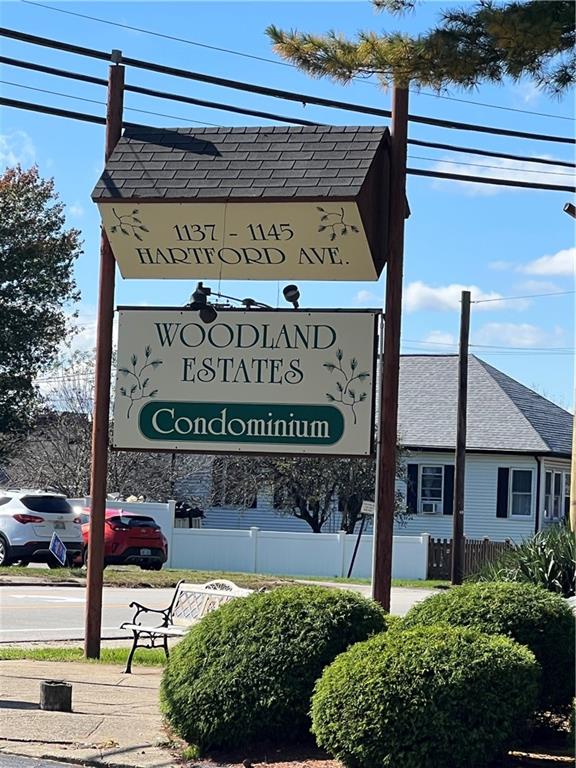 1137 - 1145
HARTFORD AVE.
WOODLAND
ESTATES
Condominium